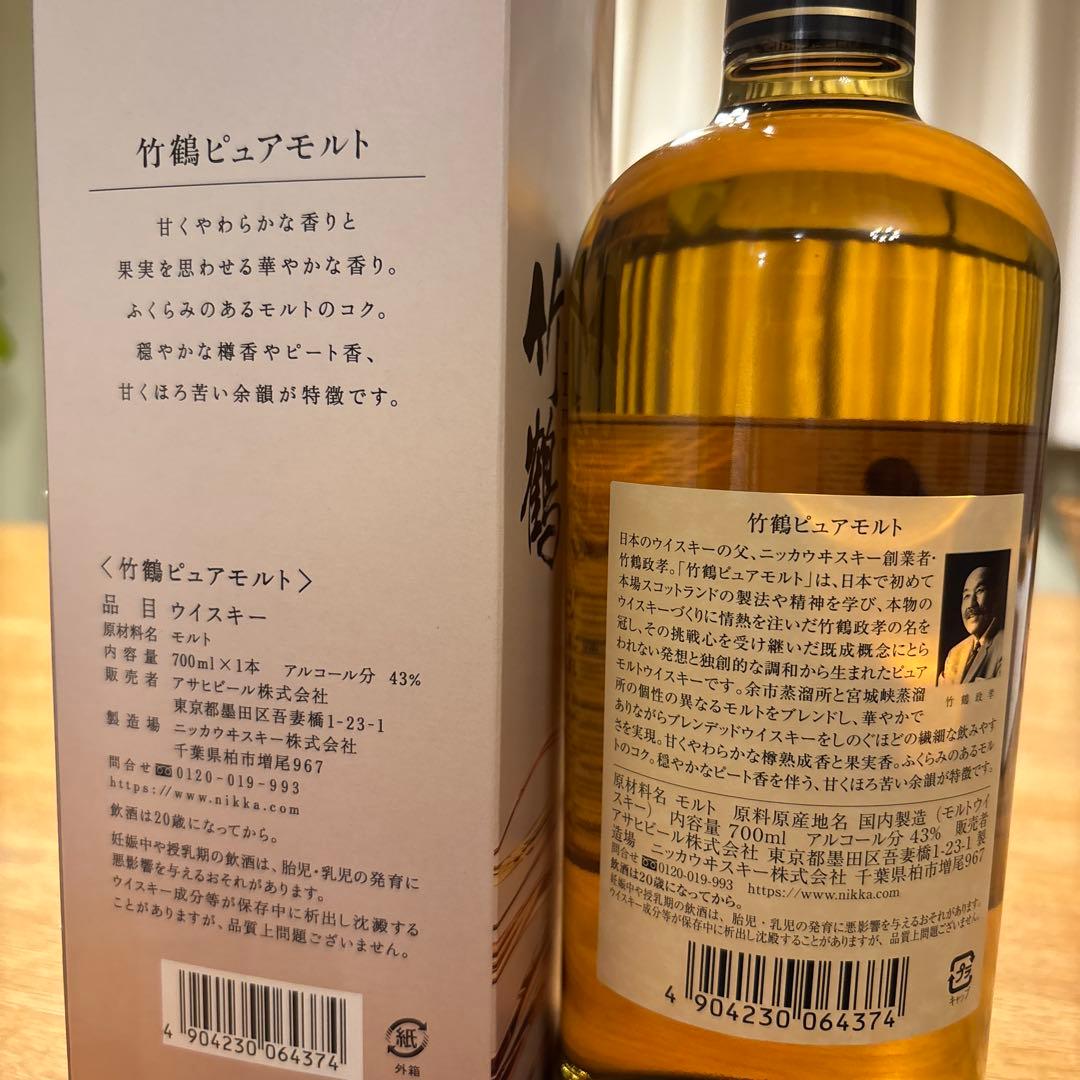 竹鶴ピュアモルト
甘くやわらかな香りと
果実を思わせる華やかな香り。
ふくらみのあるモルトのコク。
穏やかな樽香やピート香、
甘くほろ苦い余韻が特徴です。
〈竹鶴ピュアモルト〉
品 目 ウイスキー
原材料名 モルト
内容量 700ml×1本 アルコール分 43%
販売者 アサヒビール株式会社
東京都墨田区吾妻橋1-23-1
製造場 ニッカウヰスキー株式会社
千葉県柏市増尾967
問合せ 0120-019-993
https://www.nikka.com
飲酒は20歳になってから。
妊娠中や授乳期の飲酒は、胎児・乳児の発育に
悪影響を与えるおそれがあります。
ウイスキー成分等が保存中に析出し沈澱する
ことがありますが、品質上問題ございません。
4 904230 064374
紙
外箱
竹鶴
竹鶴ピュアモルト
日本のウイスキーの父、ニッカウヰスキー創業者・
竹鶴政孝。「竹鶴ピュアモルト」は、日本で初めて
本場スコットランドの製法や精神を学び、本物の
ウイスキーづくりに情熱を注いだ竹鶴政孝の名を
冠し、その挑戦心を受け継いだ既成概念にとら
われない発想と独創的な調和から生まれたピュア
モルトウイスキーです。余市蒸溜所と宮城峡蒸溜
所の個性の異なるモルトをブレンドし、華やかで
ありながらブレンデッドウイスキーをしのぐほどの繊細な飲みやす
さを実現。甘くやわらかな樽熟成香と果実香。ふくらみのあるモル
トのコク。穏やかなピート香を伴う、甘くほろ苦い余韻が特徴です。
竹鶴政孝
原材料名 モルト 原料原産地名 国内製造（モルトウイ
スキー） 内容量 700ml アルコール分 43% 販売者
アサヒビール株式会社 東京都墨田区吾妻橋1-23-1 製
造場 ニッカウヰスキー株式会社 千葉県柏市増尾967
問合せ 0120-019-993 https://www.nikka.com
飲酒は20歳になってから。
妊娠中や授乳期の飲酒は、胎児・乳児の発育に悪影響を与えるおそれがあります。
ウイスキー成分等が保存中に析出し沈殿することがありますが、品質上問題ございません。
4 904230 064374
プラ
キャップ